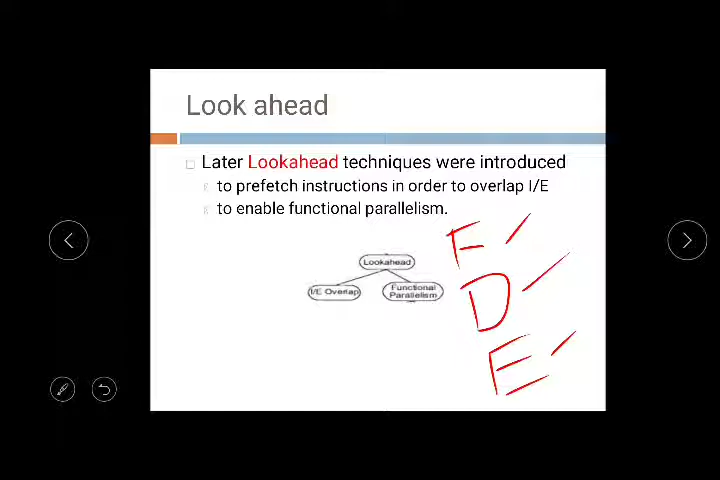 Look ahead
Later Lookahead techniques were introduced
to prefetch instructions in order to overlap I/E
to enable functional parallelism.
Lookahead
I/E Overlap
Functional
Parallelism
F
D
E